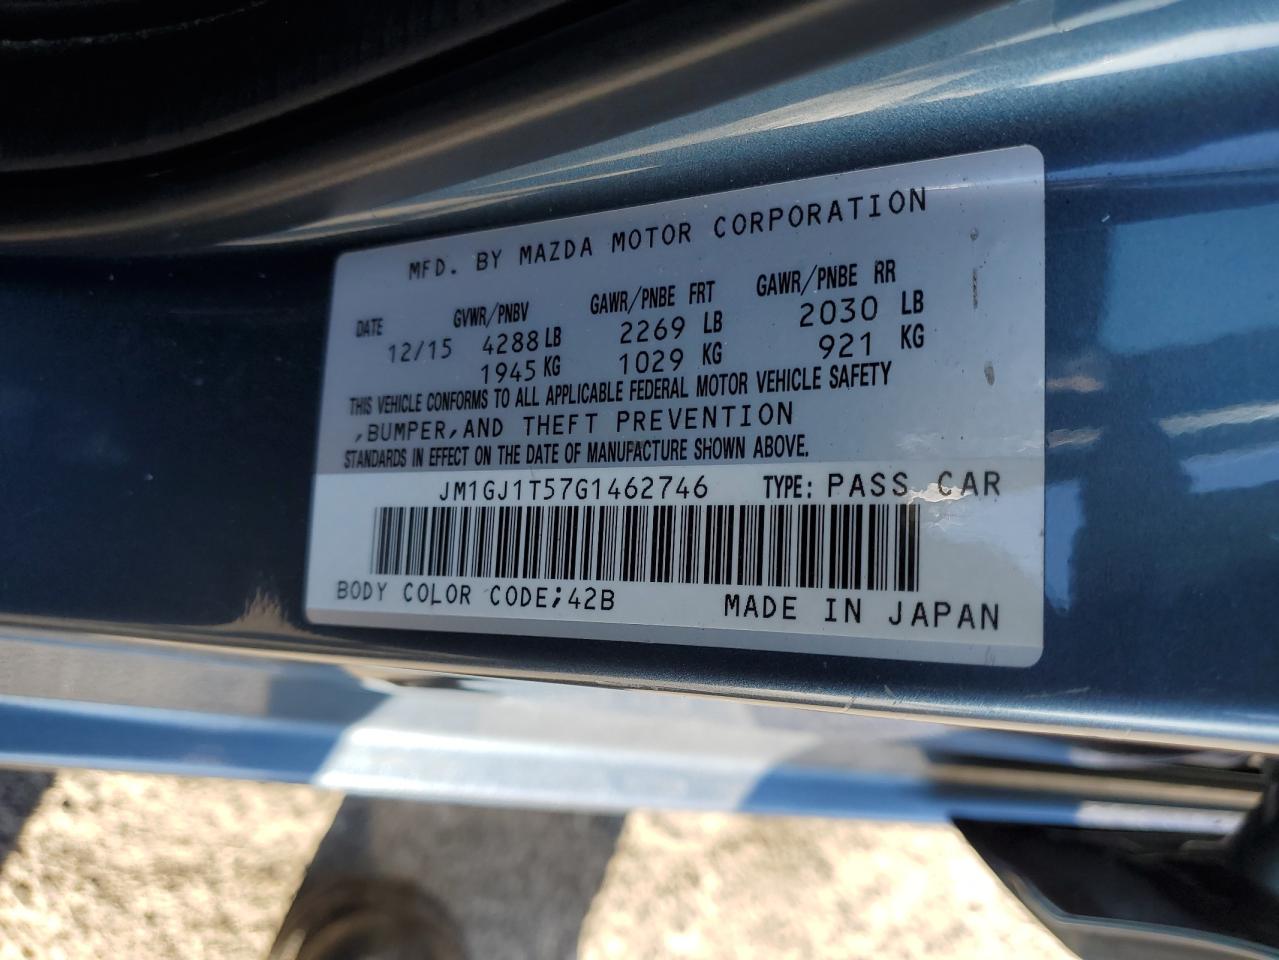 MFD. BY MAZDA MOTOR CORPORATION
DATE GVWR/PNBV GAWR/PNBE FRT GAWR/PNBE RR
12/15 4288 LB 2269 LB 2030 LB
1945 KG 1029 KG 921 KG
THIS VEHICLE CONFORMS TO ALL APPLICABLE FEDERAL MOTOR VEHICLE SAFETY
,BUMPER,AND THEFT PREVENTION
STANDARDS IN EFFECT ON THE DATE OF MANUFACTURE SHOWN ABOVE.
JM1GJ1T57G1462746 TYPE: PASS CAR
BODY COLOR CODE;42B MADE IN JAPAN